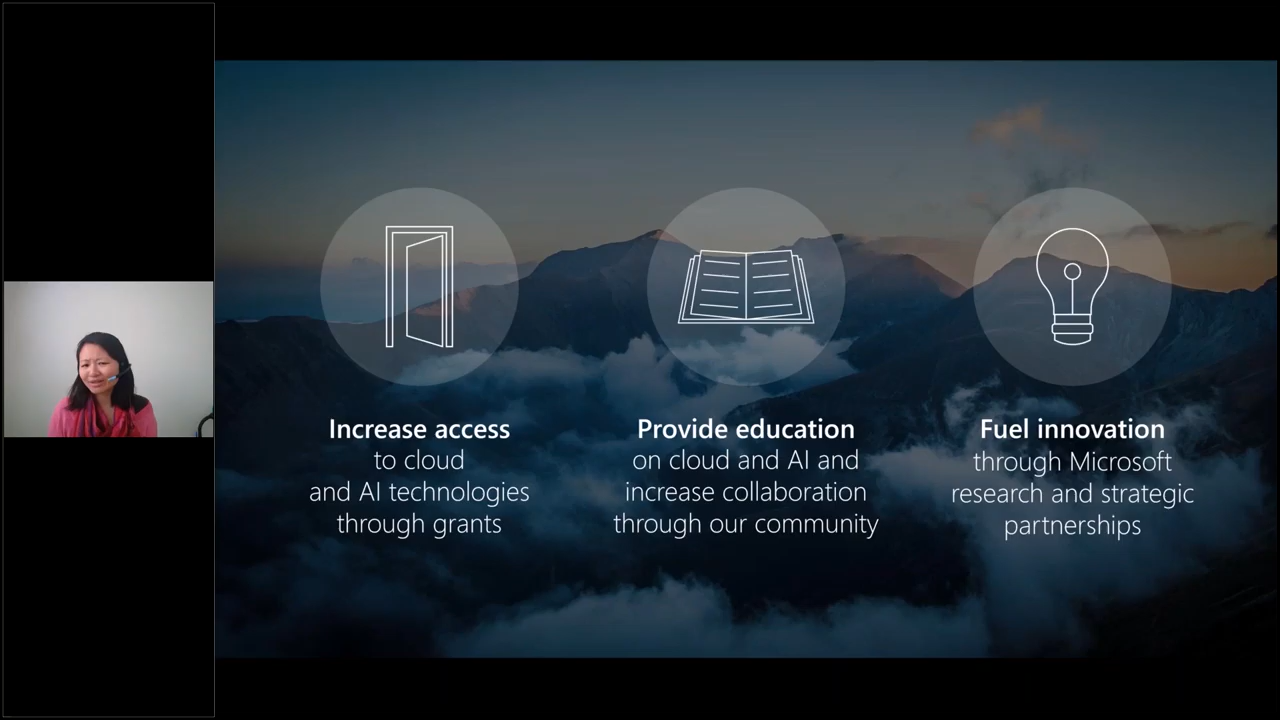 Increase access
to cloud
and AI technologies
through grants
Provide education
on cloud and AI and
increase collaboration
through our community
Fuel innovation
through Microsoft
research and strategic
partnerships